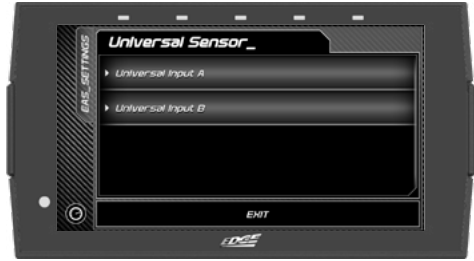 EAS_SETTINGS
Universal Sensor_
Universal Input A
Universal Input B
EXIT
EDGE